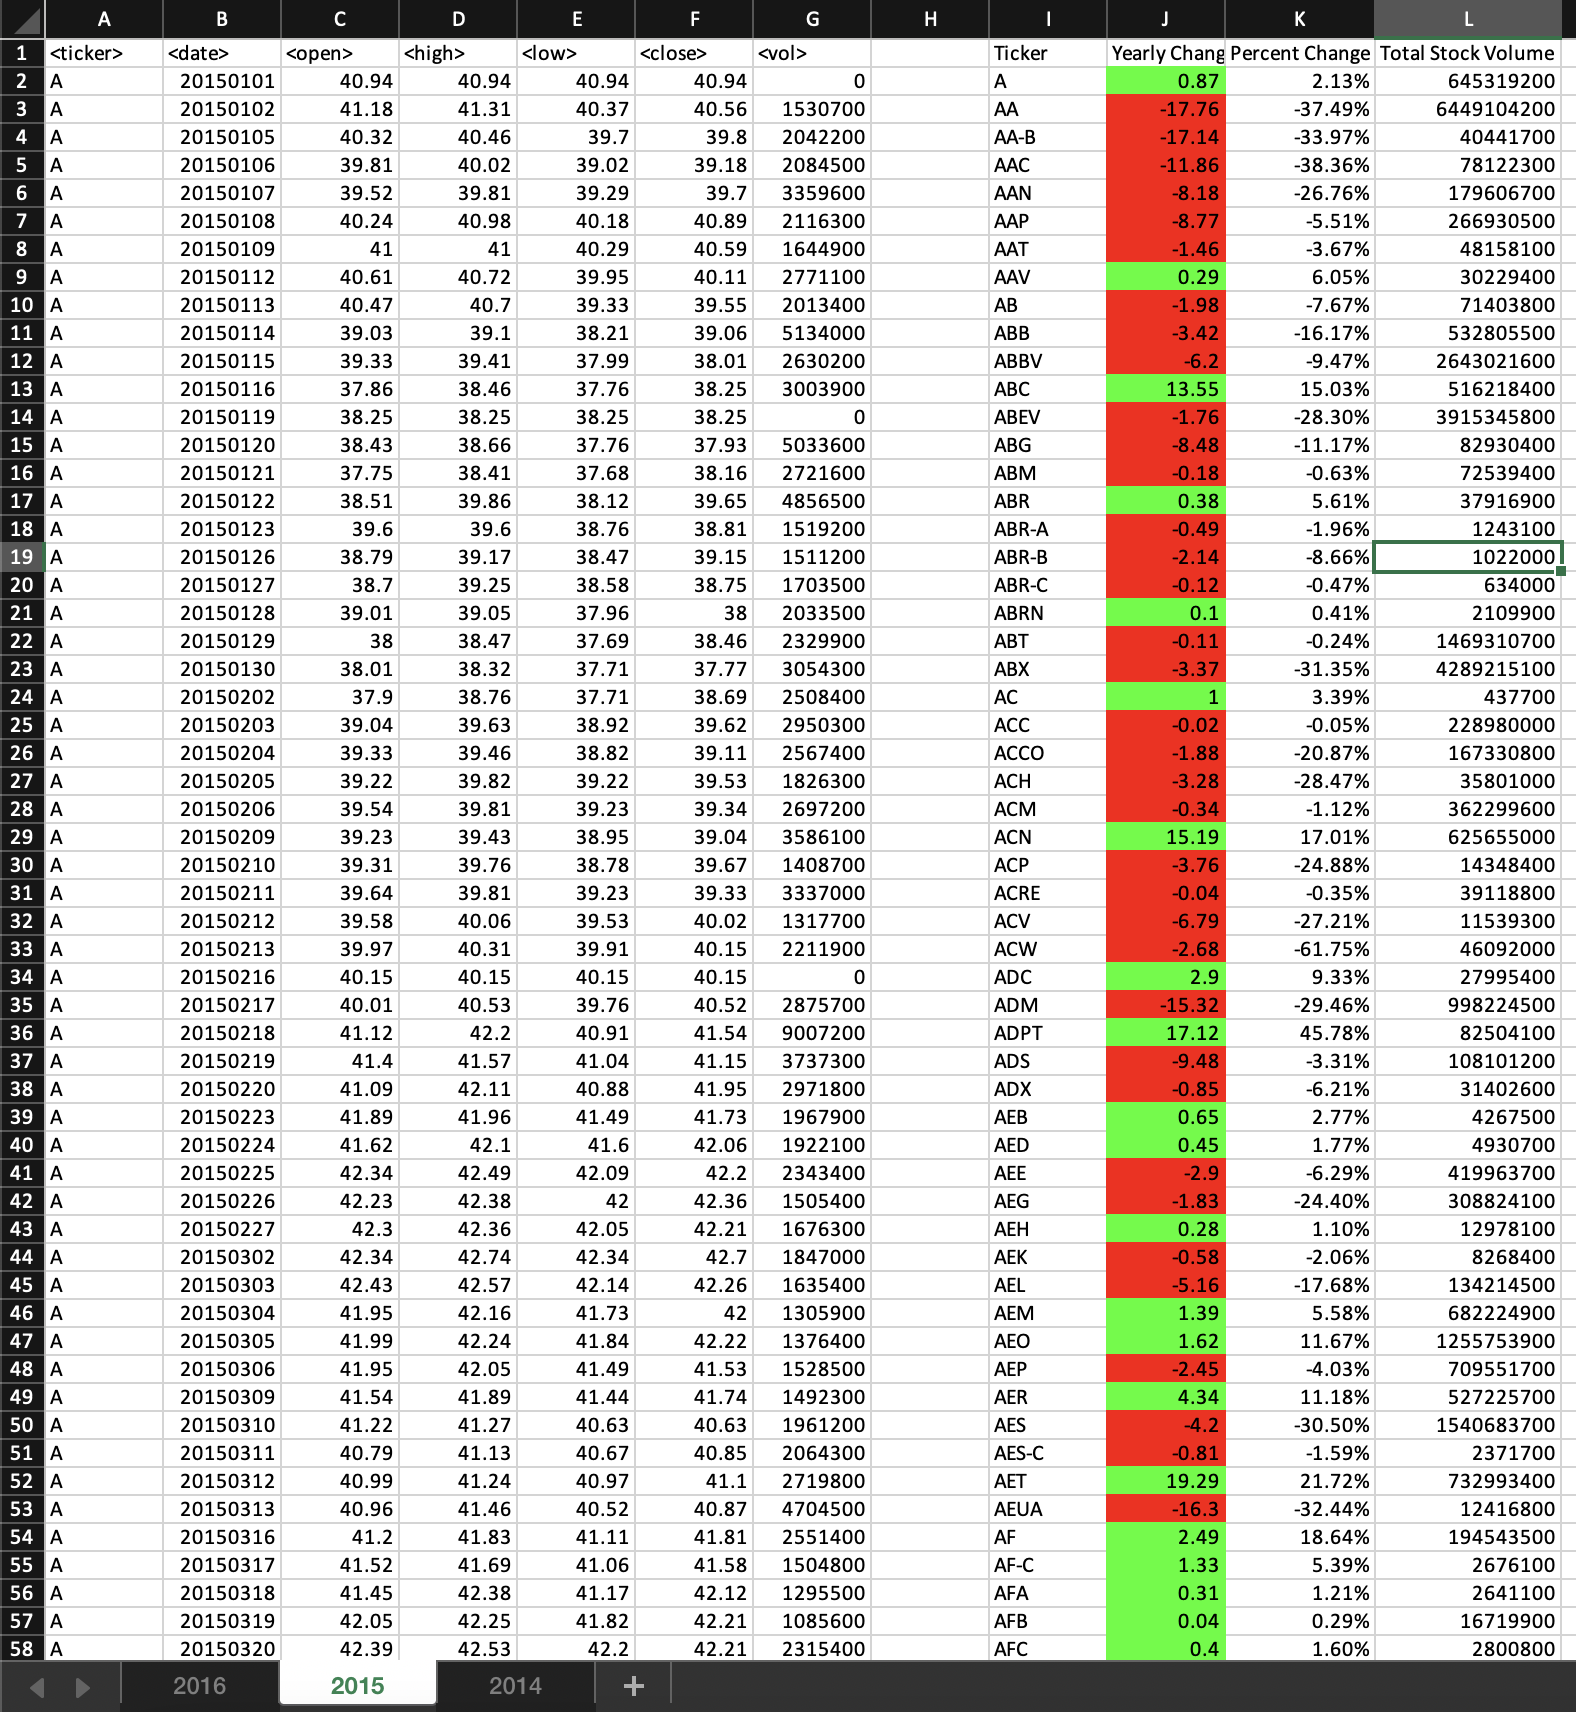 A B C D E F G H I J K L
1 <ticker> <date> <open> <high> <low> <close> <vol> Ticker Yearly Chang Percent Change Total Stock Volume
2 A 20150101 40.94 40.94 40.94 40.94 0 A 0.87 2.13% 645319200
3 A 20150102 41.18 41.31 40.37 40.56 1530700 AA -17.76 -37.49% 6449104200
4 A 20150105 40.32 40.46 39.7 39.8 2042200 AA-B -17.14 -33.97% 40441700
5 A 20150106 39.81 40.02 39.02 39.18 2084500 AAC -11.86 -38.36% 78122300
6 A 20150107 39.52 39.81 39.29 39.7 3359600 AAN -8.18 -26.76% 179606700
7 A 20150108 40.24 40.98 40.18 40.89 2116300 AAP -8.77 -5.51% 266930500
8 A 20150109 41 41 40.29 40.59 1644900 AAT -1.46 -3.67% 48158100
9 A 20150112 40.61 40.72 39.95 40.11 2771100 AAV 0.29 6.05% 30229400
10 A 20150113 40.47 40.7 39.33 39.55 2013400 AB -1.98 -7.67% 71403800
11 A 20150114 39.03 39.1 38.21 39.06 5134000 ABB -3.42 -16.17% 532805500
12 A 20150115 39.33 39.41 37.99 38.01 2630200 ABBV -6.2 -9.47% 2643021600
13 A 20150116 37.86 38.46 37.76 38.25 3003900 ABC 13.55 15.03% 516218400
14 A 20150119 38.25 38.25 38.25 38.25 0 ABEV -1.76 -28.30% 3915345800
15 A 20150120 38.43 38.66 37.76 37.93 5033600 ABG -8.48 -11.17% 82930400
16 A 20150121 37.75 38.41 37.68 38.16 2721600 ABM -0.18 -0.63% 72539400
17 A 20150122 38.51 39.86 38.12 39.65 4856500 ABR 0.38 5.61% 37916900
18 A 20150123 39.6 39.6 38.76 38.81 1519200 ABR-A -0.49 -1.96% 1243100
19 A 20150126 38.79 39.17 38.47 39.15 1511200 ABR-B -2.14 -8.66% 1022000
20 A 20150127 38.7 39.25 38.58 38.75 1703500 ABR-C -0.12 -0.47% 634000
21 A 20150128 39.01 39.05 37.96 38 2033500 ABRN 0.1 0.41% 2109900
22 A 20150129 38 38.47 37.69 38.46 2329900 ABT -0.11 -0.24% 1469310700
23 A 20150130 38.01 38.32 37.71 37.77 3054300 ABX -3.37 -31.35% 4289215100
24 A 20150202 37.9 38.76 37.71 38.69 2508400 AC 1 3.39% 437700
25 A 20150203 39.04 39.63 38.92 39.62 2950300 ACC -0.02 -0.05% 228980000
26 A 20150204 39.33 39.46 38.82 39.11 2567400 ACCO -1.88 -20.87% 167330800
27 A 20150205 39.22 39.82 39.22 39.53 1826300 ACH -3.28 -28.47% 35801000
28 A 20150206 39.54 39.81 39.23 39.34 2697200 ACM -0.34 -1.12% 362299600
29 A 20150209 39.23 39.43 38.95 39.04 3586100 ACN 15.19 17.01% 625655000
30 A 20150210 39.31 39.76 38.78 39.67 1408700 ACP -3.76 -24.88% 14348400
31 A 20150211 39.64 39.81 39.23 39.33 3337000 ACRE -0.04 -0.35% 39118800
32 A 20150212 39.58 40.06 39.53 40.02 1317700 ACV -6.79 -27.21% 11539300
33 A 20150213 39.97 40.31 39.91 40.15 2211900 ACW -2.68 -61.75% 46092000
34 A 20150216 40.15 40.15 40.15 40.15 0 ADC 2.9 9.33% 27995400
35 A 20150217 40.01 40.53 39.76 40.52 2875700 ADM -15.32 -29.46% 998224500
36 A 20150218 41.12 42.2 40.91 41.54 9007200 ADPT 17.12 45.78% 82504100
37 A 20150219 41.4 41.57 41.04 41.15 3737300 ADS -9.48 -3.31% 108101200
38 A 20150220 41.09 42.11 40.88 41.95 2971800 ADX -0.85 -6.21% 31402600
39 A 20150223 41.89 41.96 41.49 41.73 1967900 AEB 0.65 2.77% 4267500
40 A 20150224 41.62 42.1 41.6 42.06 1922100 AED 0.45 1.77% 4930700
41 A 20150225 42.34 42.49 42.09 42.2 2343400 AEE -2.9 -6.29% 419963700
42 A 20150226 42.23 42.38 42 42.36 1505400 AEG -1.83 -24.40% 308824100
43 A 20150227 42.3 42.36 42.05 42.21 1676300 AEH 0.28 1.10% 12978100
44 A 20150302 42.34 42.74 42.34 42.7 1847000 AEK -0.58 -2.06% 8268400
45 A 20150303 42.43 42.57 42.14 42.26 1635400 AEL -5.16 -17.68% 134214500
46 A 20150304 41.95 42.16 41.73 42 1305900 AEM 1.39 5.58% 682224900
47 A 20150305 41.99 42.24 41.84 42.22 1376400 AEO 1.62 11.67% 1255753900
48 A 20150306 41.95 42.05 41.49 41.53 1528500 AEP -2.45 -4.03% 709551700
49 A 20150309 41.54 41.89 41.44 41.74 1492300 AER 4.34 11.18% 527225700
50 A 20150310 41.22 41.27 40.63 40.63 1961200 AES -4.2 -30.50% 1540683700
51 A 20150311 40.79 41.13 40.67 40.85 2064300 AES-C -0.81 -1.59% 2371700
52 A 20150312 40.99 41.24 40.97 41.1 2719800 AET 19.29 21.72% 732993400
53 A 20150313 40.96 41.46 40.52 40.87 4704500 AEUA -16.3 -32.44% 12416800
54 A 20150316 41.2 41.83 41.11 41.81 2551400 AF 2.49 18.64% 194543500
55 A 20150317 41.52 41.69 41.06 41.58 1504800 AF-C 1.33 5.39% 2676100
56 A 20150318 41.45 42.38 41.17 42.12 1295500 AFA 0.31 1.21% 2641100
57 A 20150319 42.05 42.25 41.82 42.21 1085600 AFB 0.04 0.29% 16719900
58 A 20150320 42.39 42.53 42.2 42.21 2315400 AFC 0.4 1.60% 2800800
2016 2015 2014 +